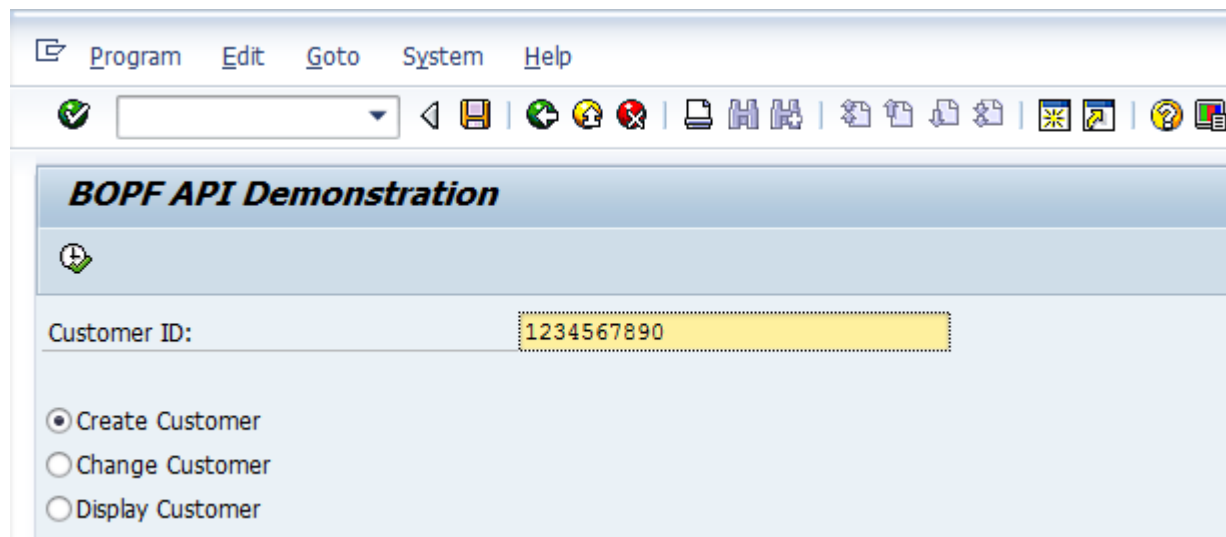 Program Edit Goto System Help
BOPF API Demonstration
Customer ID: 1234567890
Create Customer
Change Customer
Display Customer